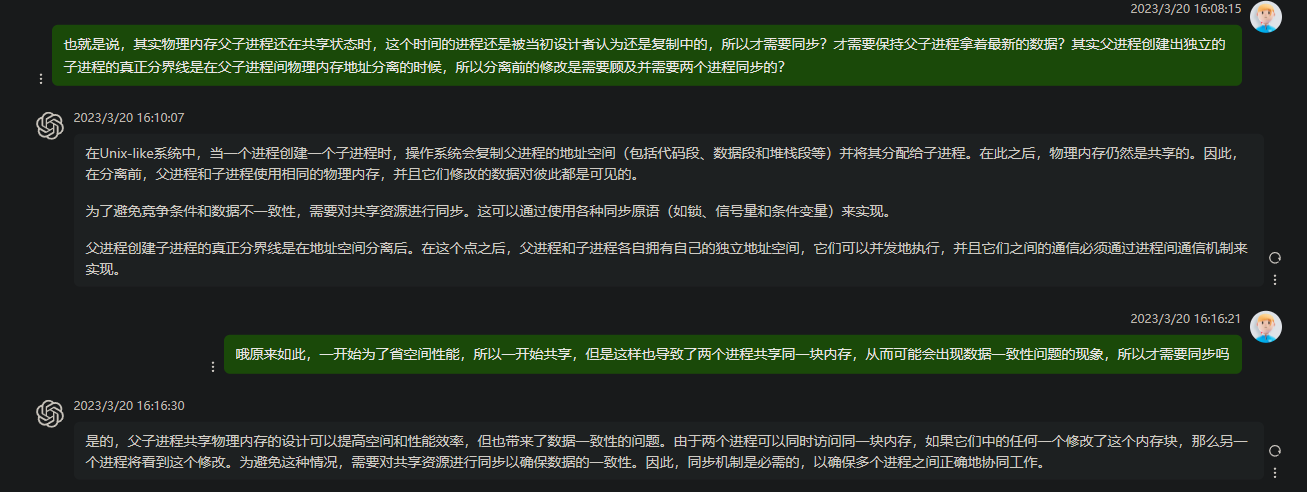 2023/3/20 16:08:15
也就是说，其实物理内存父子进程还在共享状态时，这个时间的进程还是被当初设计者认为还是复制中的，所以才需要同步？才需要保持父子进程拿着最新的数据？其实父进程创建出独立的
子进程的真正分界线是在父子进程间物理内存地址分离的时候，所以分离前的修改是需要顾及并需要两个进程同步的？
2023/3/20 16:10:07
在Unix-like系统中，当一个进程创建一个子进程时，操作系统会复制父进程的地址空间（包括代码段、数据段和堆栈段等）并将其分配给子进程。在此之后，物理内存仍然是共享的。因此，
在分离前，父进程和子进程使用相同的物理内存，并且它们修改的数据对彼此都是可见的。
为了避免竞争条件和数据不一致性，需要对共享资源进行同步。这可以通过使用各种同步原语（如锁、信号量和条件变量）来实现。
父进程创建子进程的真正分界线是在地址空间分离后。在这个点之后，父进程和子进程各自拥有自己的独立地址空间，它们可以并发地执行，并且它们之间的通信必须通过进程间通信机制来
实现。
2023/3/20 16:16:21
哦原来如此，一开始为了省空间性能，所以一开始共享，但是这样也导致了两个进程共享同一块内存，从而可能会出现数据一致性问题的现象，所以才需要同步吗
2023/3/20 16:16:30
是的，父子进程共享物理内存的设计可以提高空间和性能效率，但也带来了数据一致性的问题。由于两个进程可以同时访问同一块内存，如果它们中的任何一个修改了这个内存块，那么另一
个进程将看到这个修改。为避免这种情况，需要对共享资源进行同步以确保数据的一致性。因此，同步机制是必需的，以确保多个进程之间正确地协同工作。